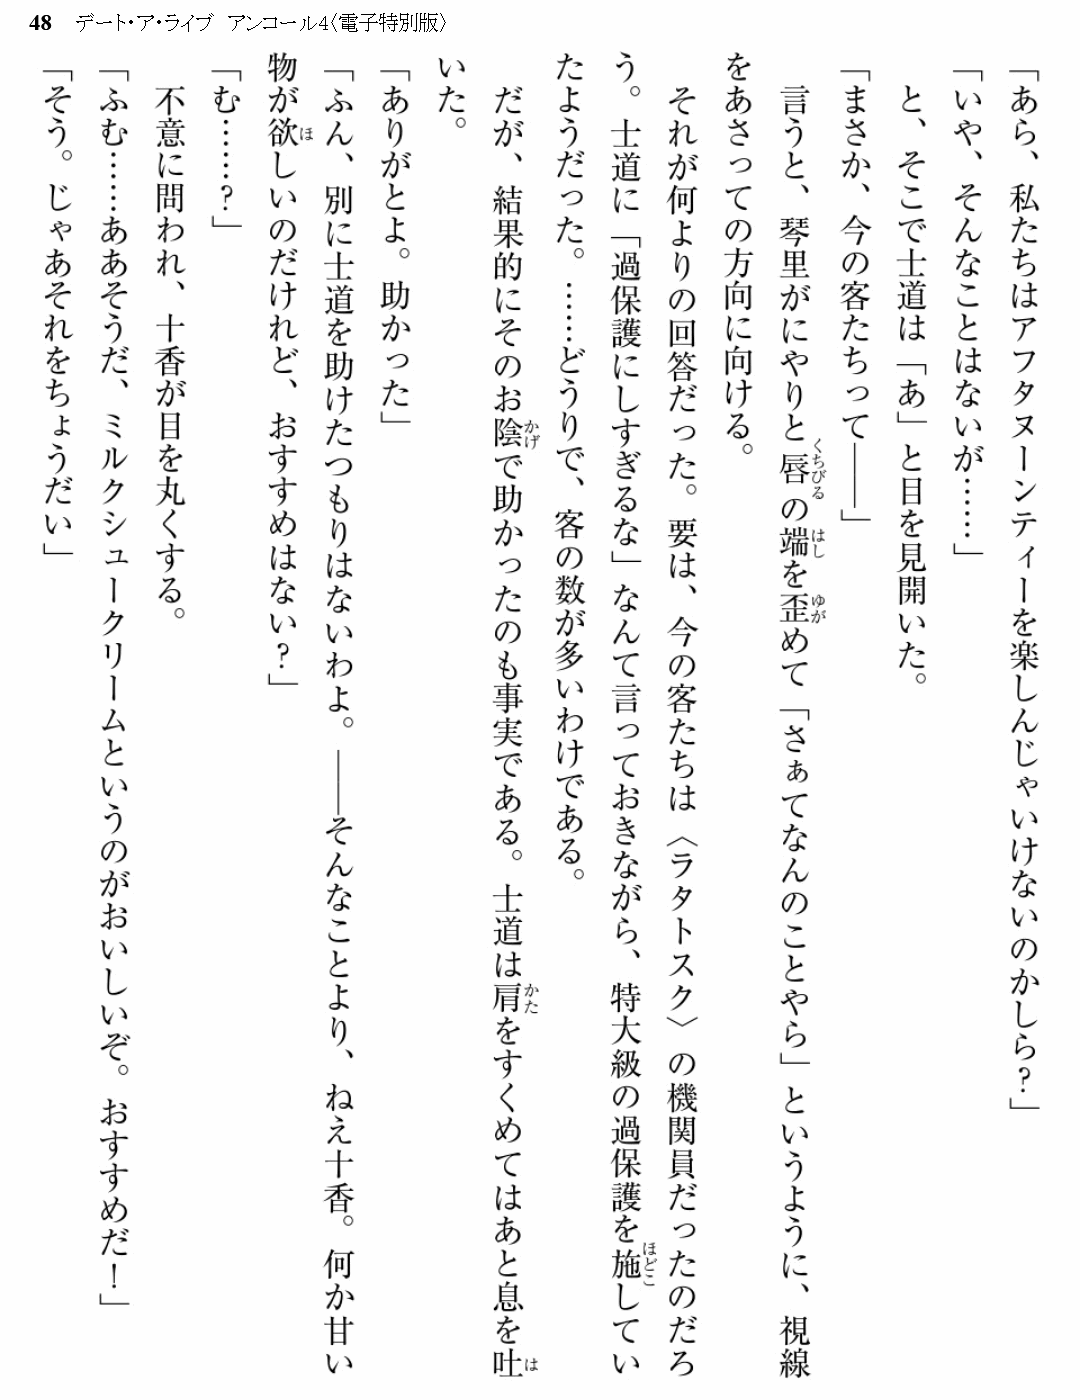 48　デート・ア・ライブ　アンコール4〈電子特別版〉
「あら、私たちはアフタヌーンティーを楽しんじゃいけないのかしら？」
「いや、そんなことはないが……」
と、そこで士道は「あ」と目を見開いた。
「まさか、今の客たちって――」
言うと、琴里がにやりと唇の端を歪めて「さぁてなんのことやら」というように、視線
をあさっての方向に向ける。
それが何よりの回答だった。要は、今の客たちは〈ラタトスク〉の機関員だったのだろ
う。士道に「過保護にしすぎるな」なんて言っておきながら、特大級の過保護を施してい
たようだった。……どうりで、客の数が多いわけである。
だが、結果的にそのお陰で助かったのも事実である。士道は肩をすくめてはあと息を吐
いた。
「ありがとよ。助かった」
「ふん、別に士道を助けたつもりはないわよ。――そんなことより、ねえ十香。何か甘い
物が欲しいのだけれど、おすすめはない？」
「む……？」
不意に問われ、十香が目を丸くする。
「ふむ……ああそうだ、ミルクシュークリームというのがおいしいぞ。おすすめだ！」
「そう。じゃあそれをちょうだい」